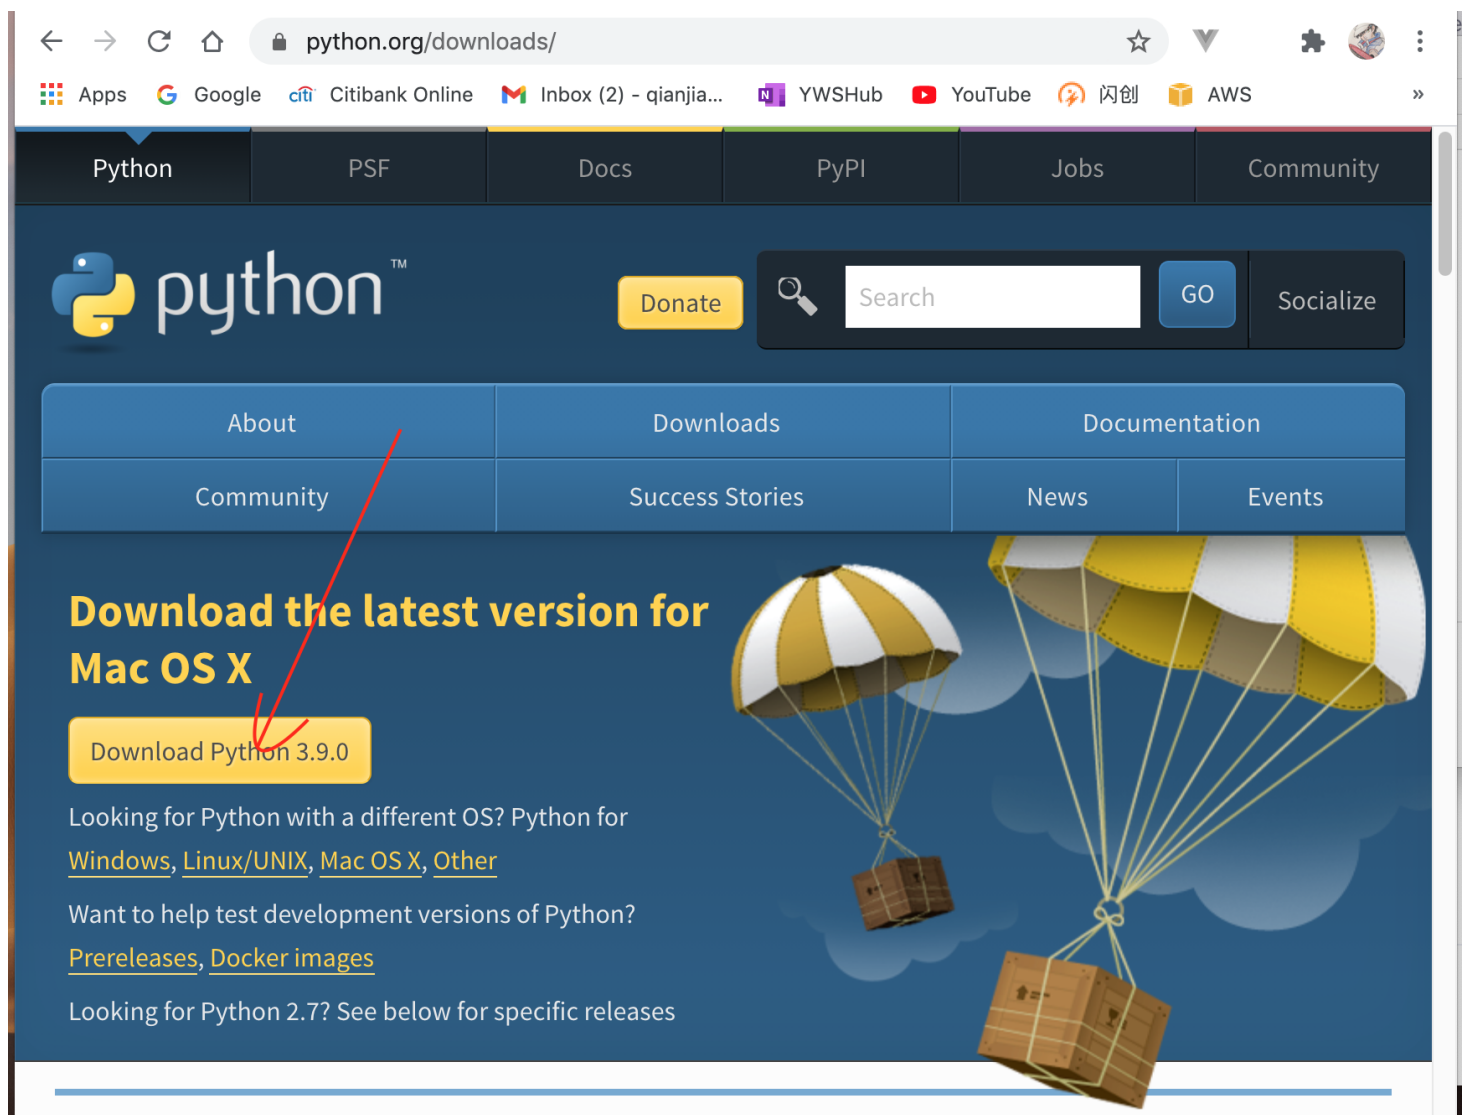 python.org/downloads/
Apps Google citi Citibank Online Inbox (2) - qianjia... N YWSHub YouTube 闪创 AWS »
Python PSF Docs PyPI Jobs Community
python™ Donate Search GO Socialize
About Downloads Documentation
Community Success Stories News Events
Download the latest version for
Mac OS X
Download Python 3.9.0
Looking for Python with a different OS? Python for
Windows, Linux/UNIX, Mac OS X, Other
Want to help test development versions of Python?
Prereleases, Docker images
Looking for Python 2.7? See below for specific releases